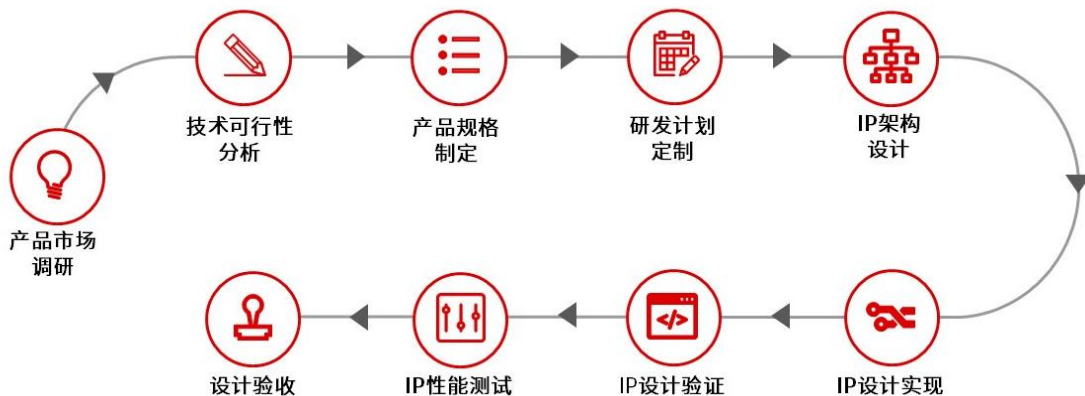 产品市场
调研
技术可行性
分析
产品规格
制定
研发计划
定制
IP架构
设计
IP设计实现
IP设计验证
</>
IP性能测试
设计验收